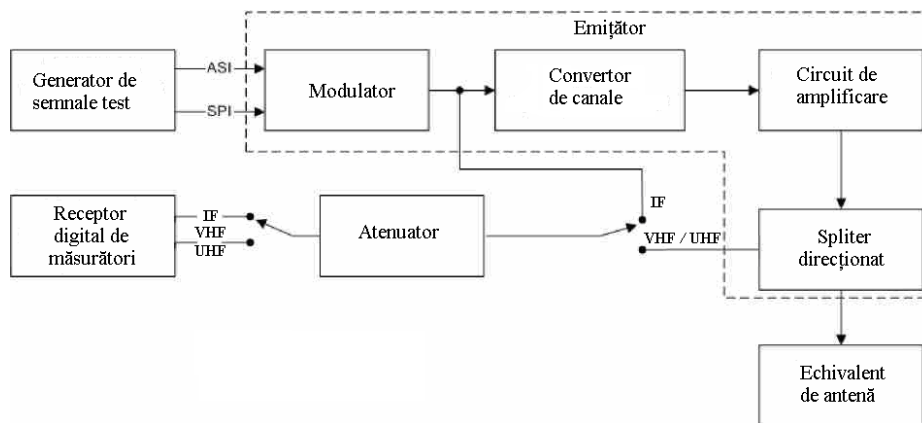 Emițător
Generator de
semnale test
ASI
SPI
Modulator
Convertor
de canale
Circuit de
amplificare
Receptor
digital de
măsurători
IF
VHF
UHF
Atenuator
IF
VHF / UHF
Spliter
direcționat
Echivalent
de antenă